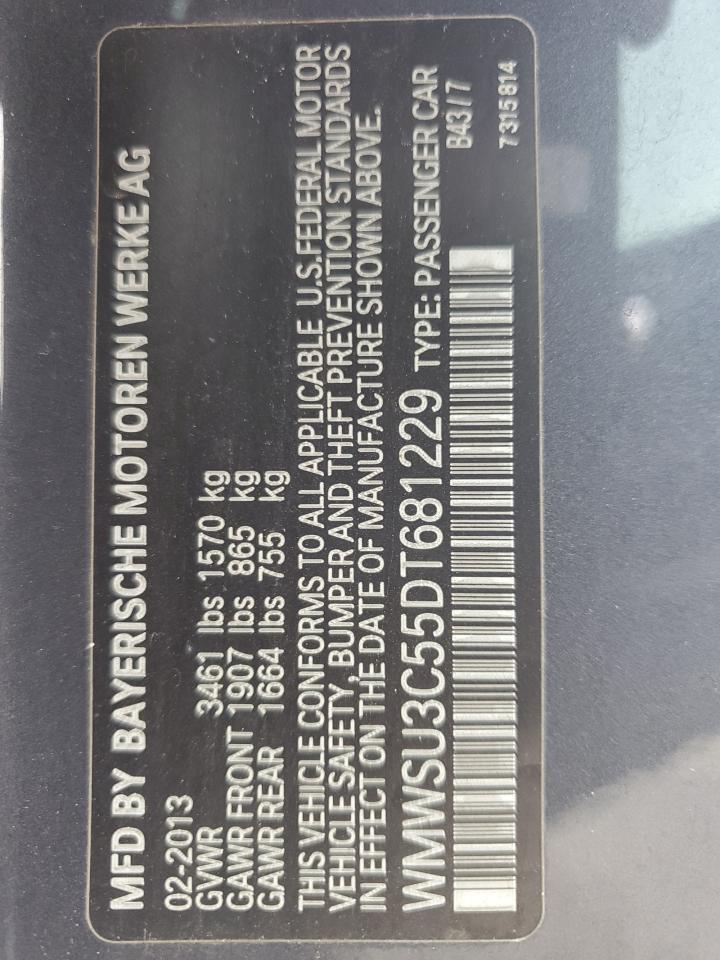 MFD BY BAYERISCHE MOTOREN WERKE AG
02-2013
GVWR 3461 lbs 1570 kg
GAWR FRONT 1907 lbs 865 kg
GAWR REAR 1664 lbs 755 kg
THIS VEHICLE CONFORMS TO ALL APPLICABLE U.S.FEDERAL MOTOR
VEHICLE SAFETY, BUMPER AND THEFT PREVENTION STANDARDS
IN EFFECT ON THE DATE OF MANUFACTURE SHOWN ABOVE.
WMWSU3C55DT681229 TYPE: PASSENGER CAR
B43/7
7315814